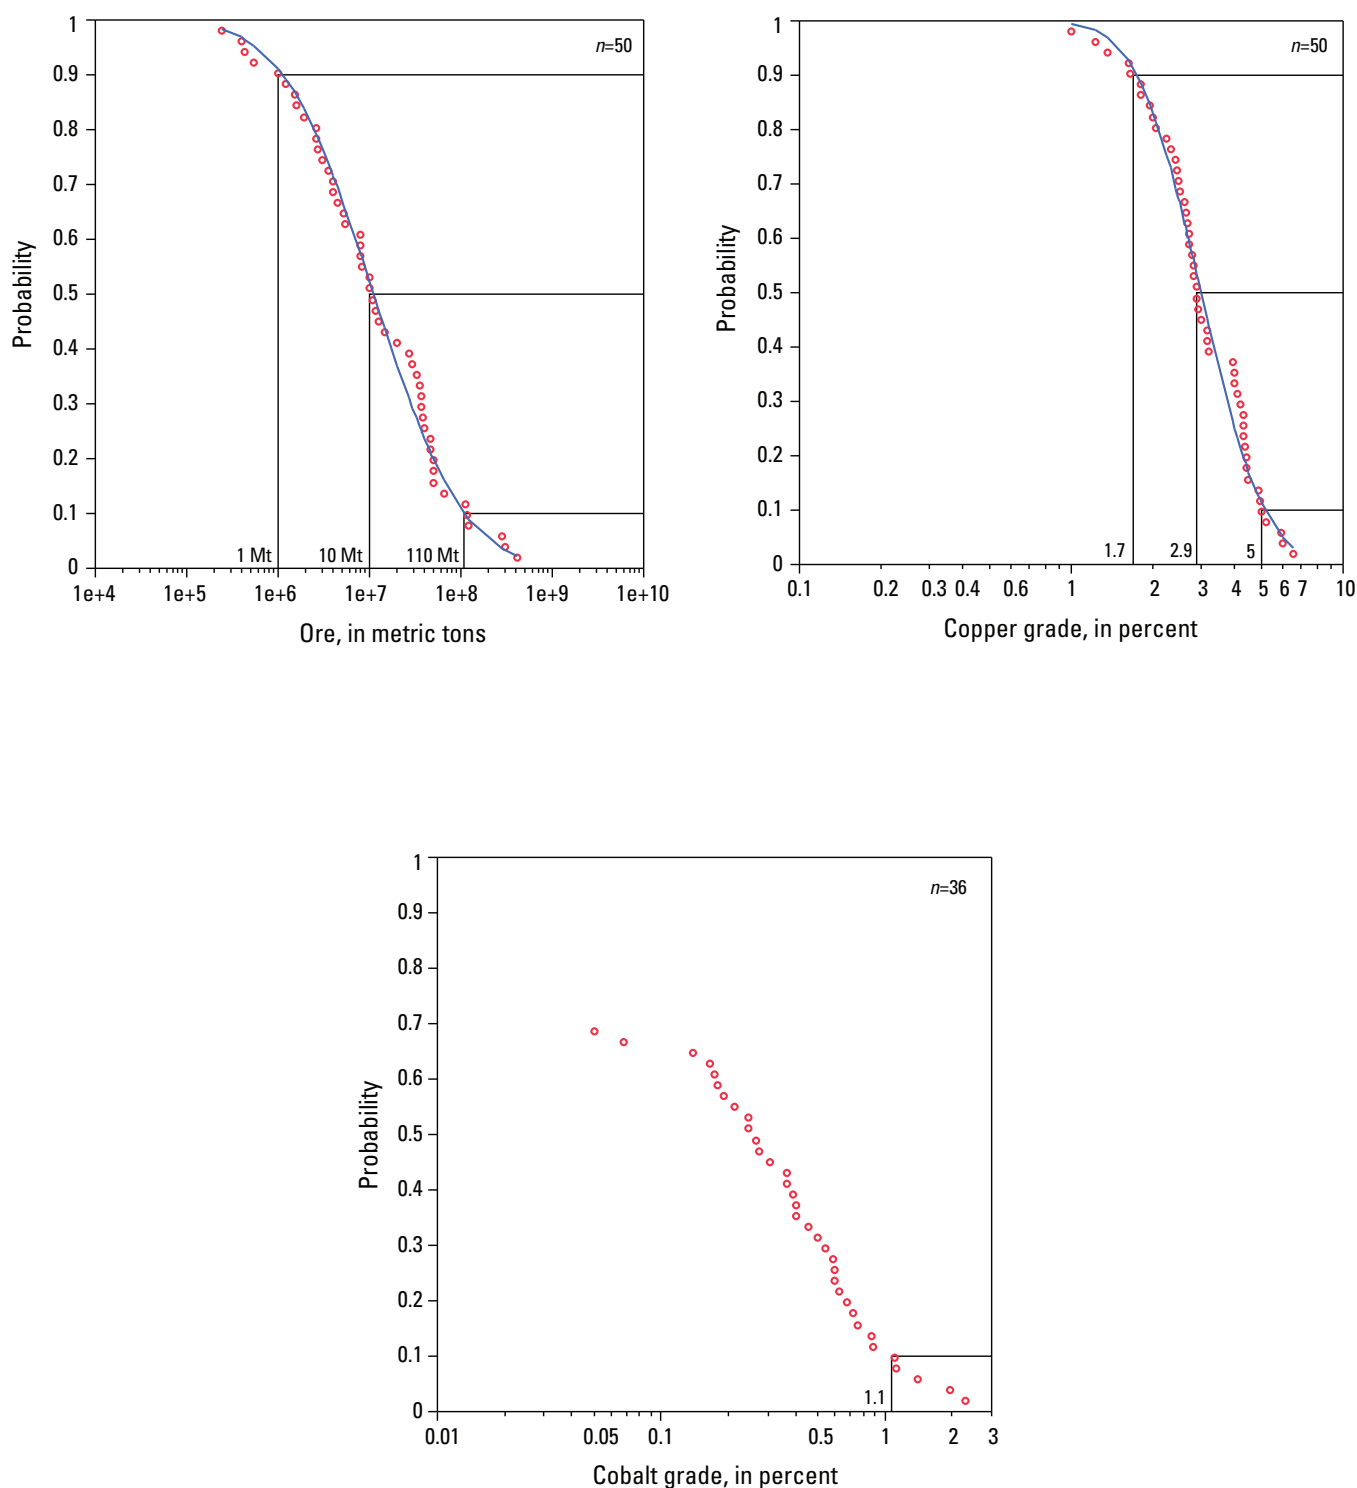 1
0.9
0.8
0.7
0.6
0.5
0.4
0.3
0.2
0.1
0
Probability
n=50
1 Mt
10 Mt
110 Mt
1e+4 1e+5 1e+6 1e+7 1e+8 1e+9 1e+10
Ore, in metric tons
1
0.9
0.8
0.7
0.6
0.5
0.4
0.3
0.2
0.1
0
Probability
n=50
1.7
2.9
5
0.1 0.2 0.3 0.4 0.6 1 2 3 4 5 6 7 10
Copper grade, in percent
1
0.9
0.8
0.7
0.6
0.5
0.4
0.3
0.2
0.1
0
Probability
n=36
1.1
0.01 0.05 0.1 0.5 1 2 3
Cobalt grade, in percent